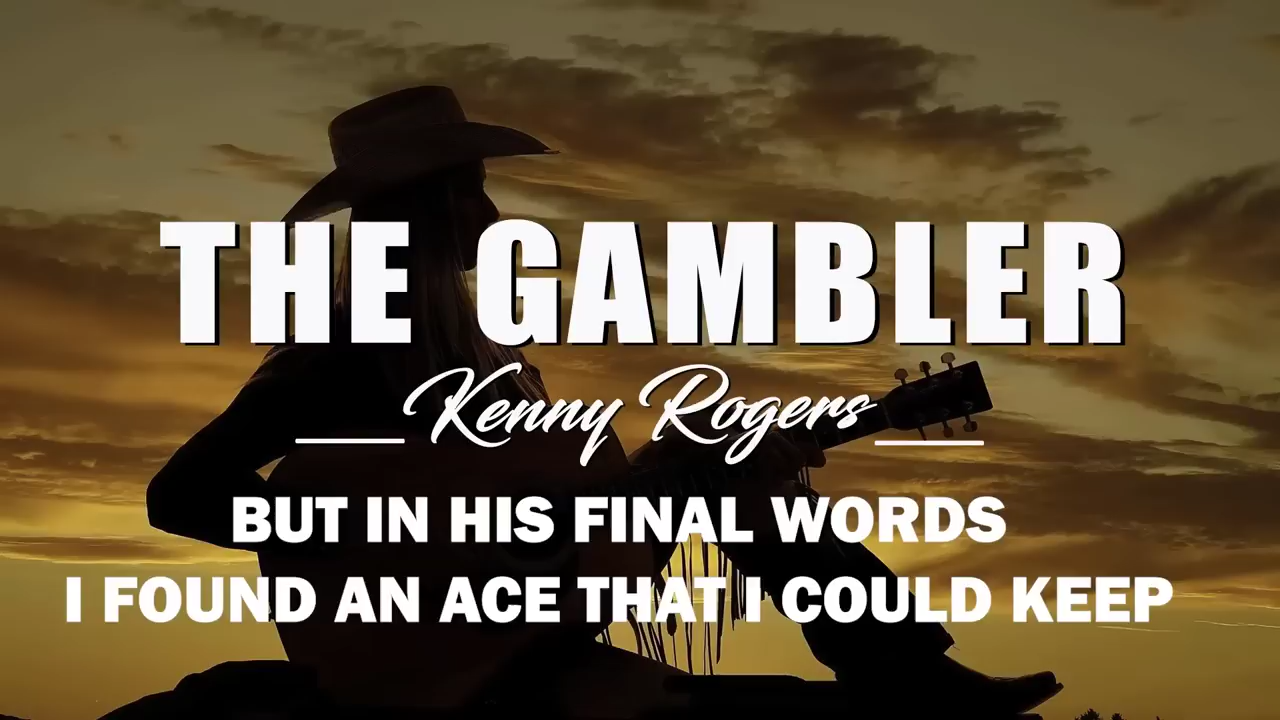 THE GAMBLER
Kenny Rogers
BUT IN HIS FINAL WORDS
I FOUND AN ACE THAT I COULD KEEP